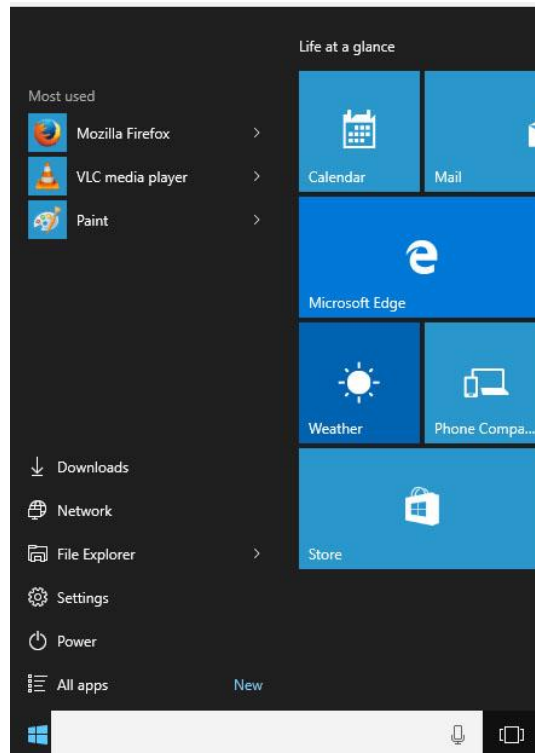 Life at a glance
Most used
Mozilla Firefox
VLC media player
Paint
Calendar
Mail
Microsoft Edge
Weather
Phone Compa...
Store
Downloads
Network
File Explorer
Settings
Power
All apps
New